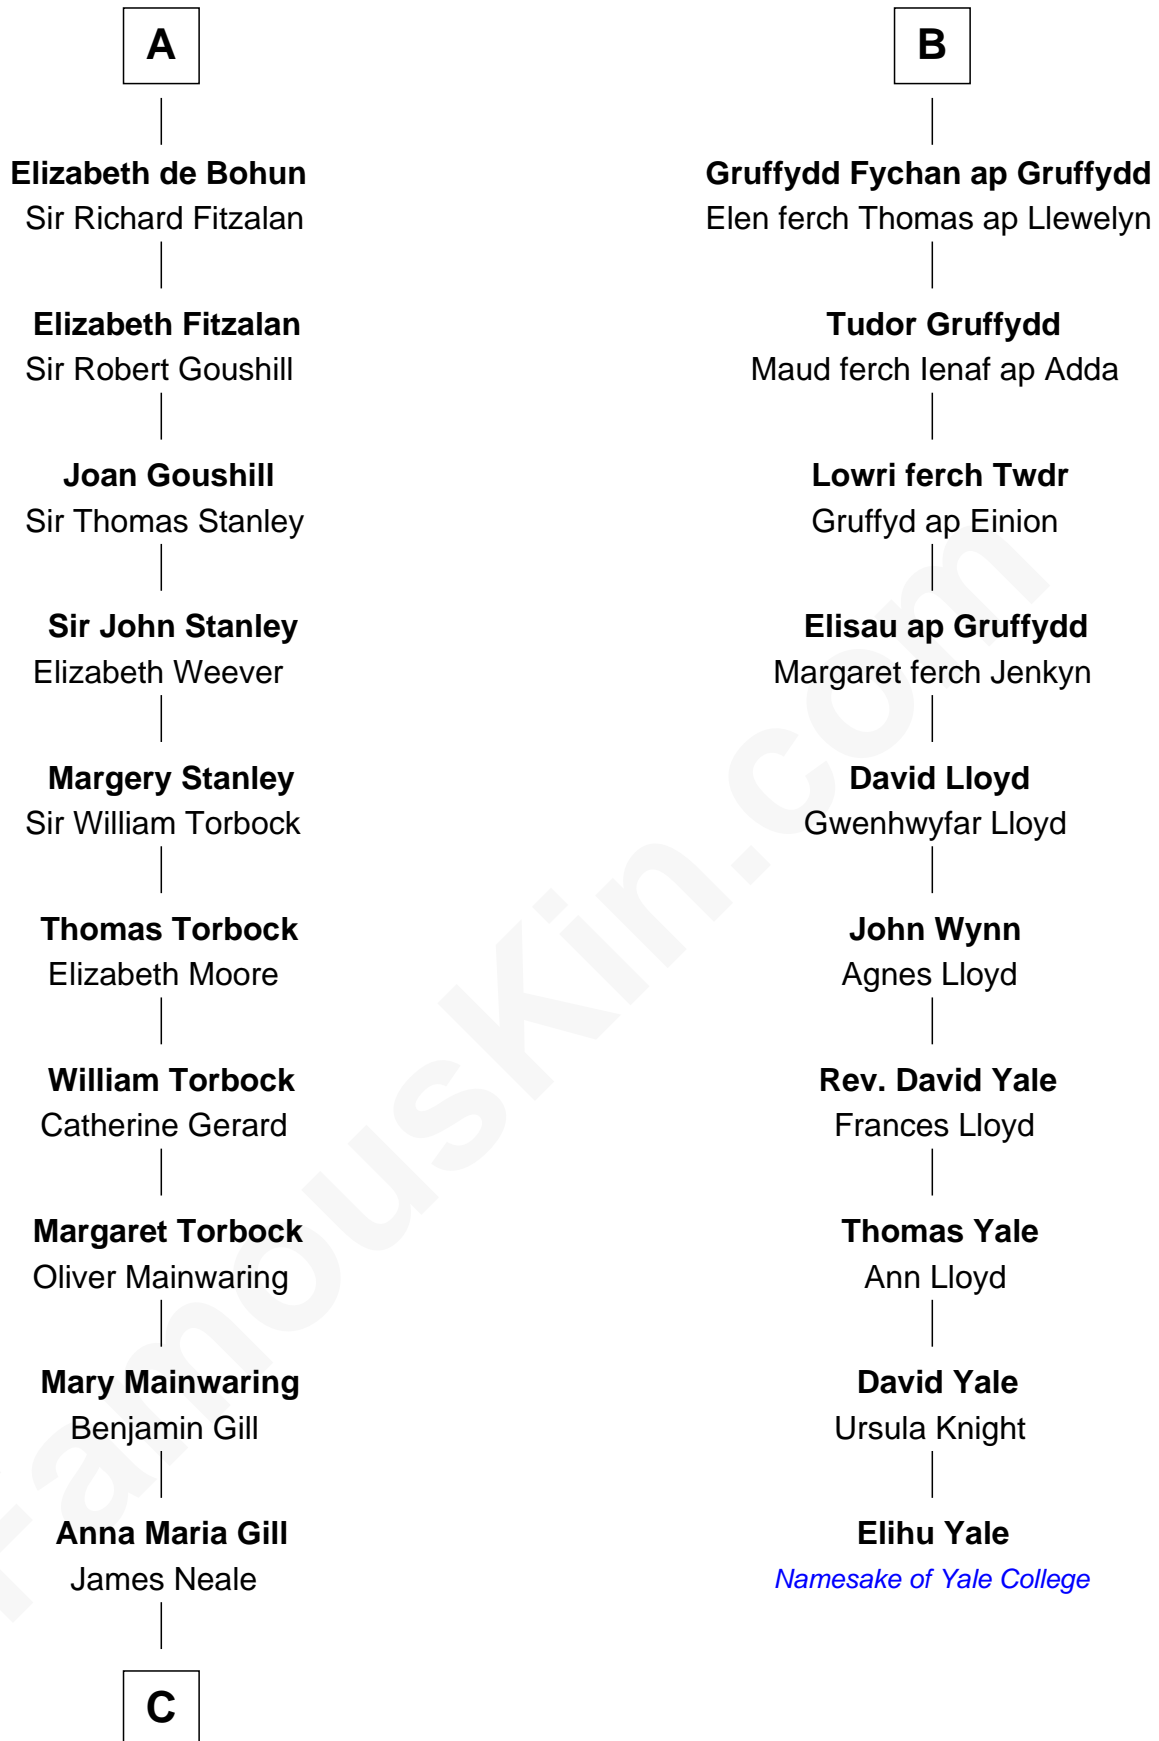 A
Elizabeth de Bohun
Sir Richard Fitzalan
Elizabeth Fitzalan
Sir Robert Goushill
Joan Goushill
Sir Thomas Stanley
Sir John Stanley
Elizabeth Weever
Margery Stanley
Sir William Torbock
Thomas Torbock
Elizabeth Moore
William Torbock
Catherine Gerard
Margaret Torbock
Oliver Mainwaring
Mary Mainwaring
Benjamin Gill
Anna Maria Gill
James Neale
C
B
Gruffydd Fychan ap Gruffydd
Elen ferch Thomas ap Llewelyn
Tudor Gruffydd
Maud ferch Ienaf ap Adda
Lowri ferch Twdr
Gruffyd ap Einion
Elisau ap Gruffydd
Margaret ferch Jenkyn
David Lloyd
Gwenhwyfar Lloyd
John Wynn
Agnes Lloyd
Rev. David Yale
Frances Lloyd
Thomas Yale
Ann Lloyd
David Yale
Ursula Knight
Elihu Yale
Namesake of Yale College
FamousKin.com